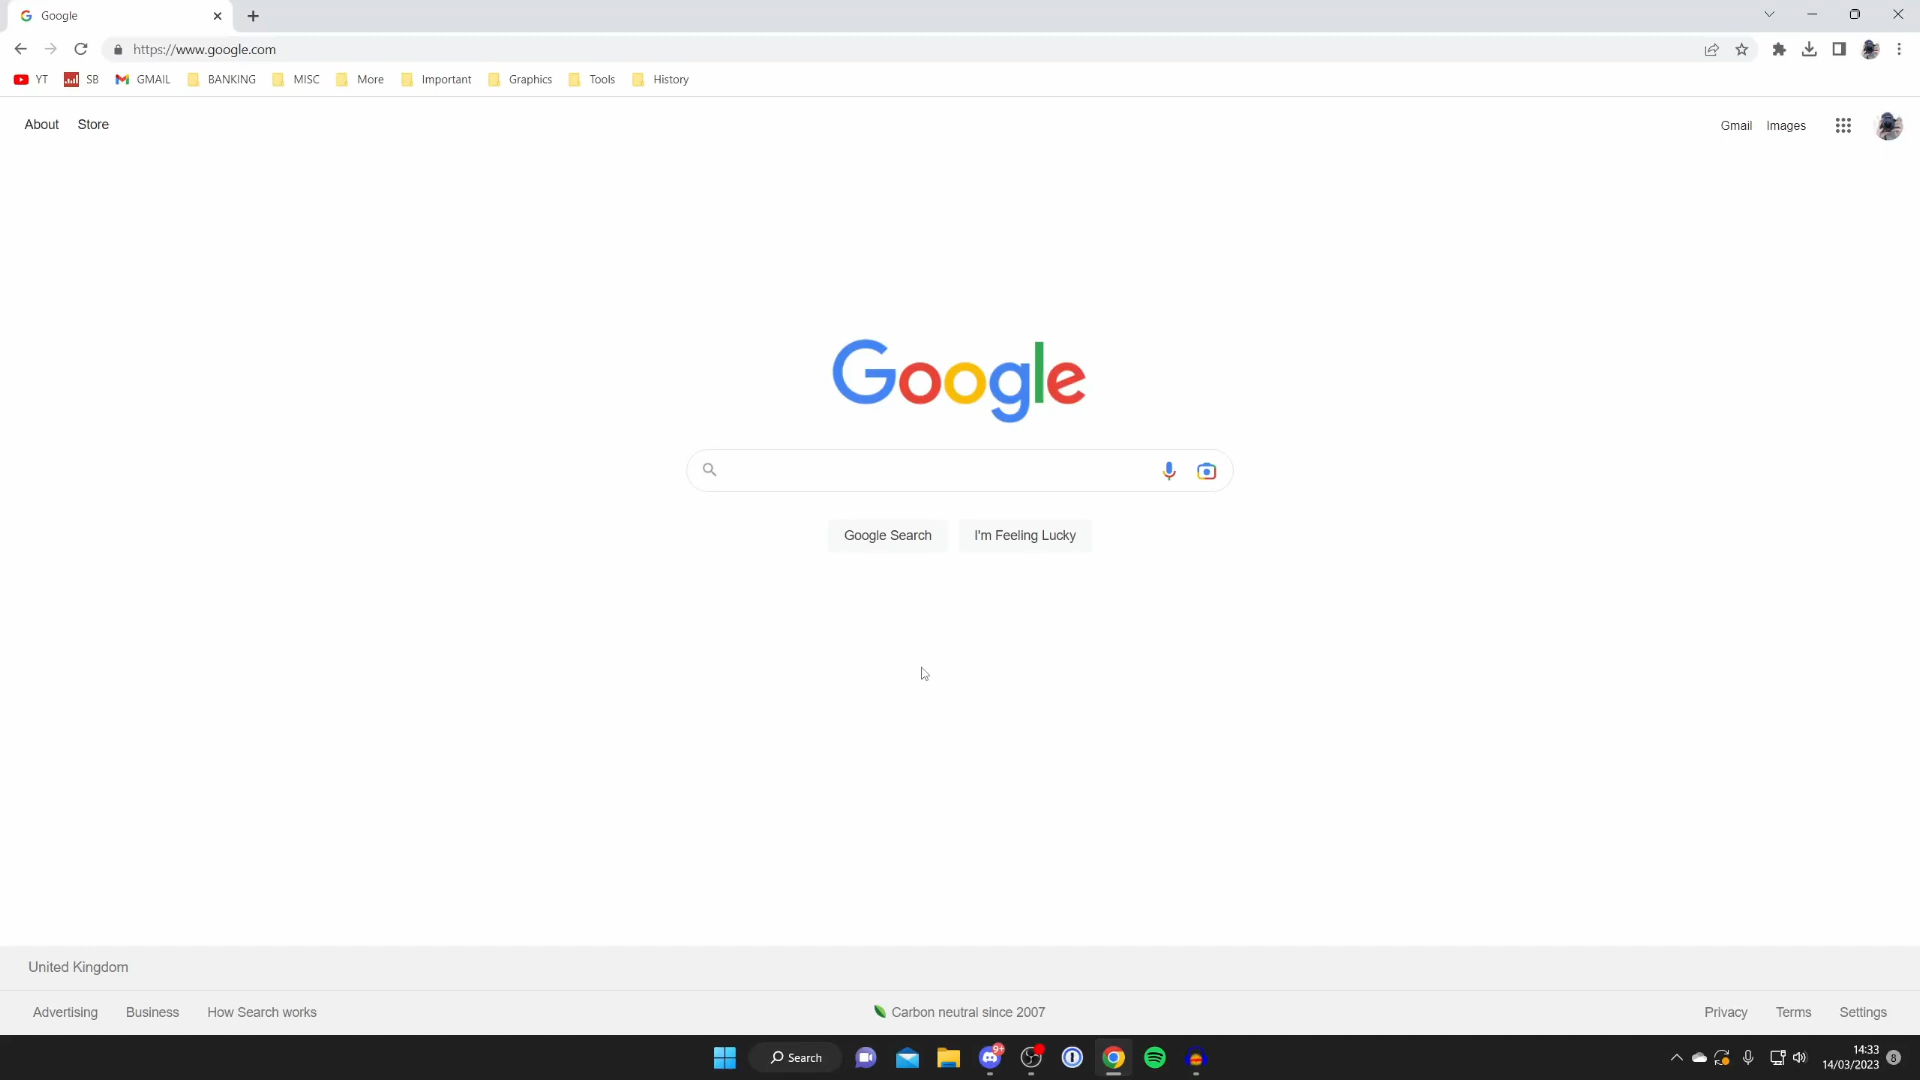 Google
https://www.google.com
YT SB GMAIL BANKING MISC More Important Graphics Tools History
About Store
Gmail Images
Google
Google Search I'm Feeling Lucky
United Kingdom
Advertising Business How Search works
Carbon neutral since 2007
Privacy Terms Settings
Search
9+
14:33
14/03/2023
8